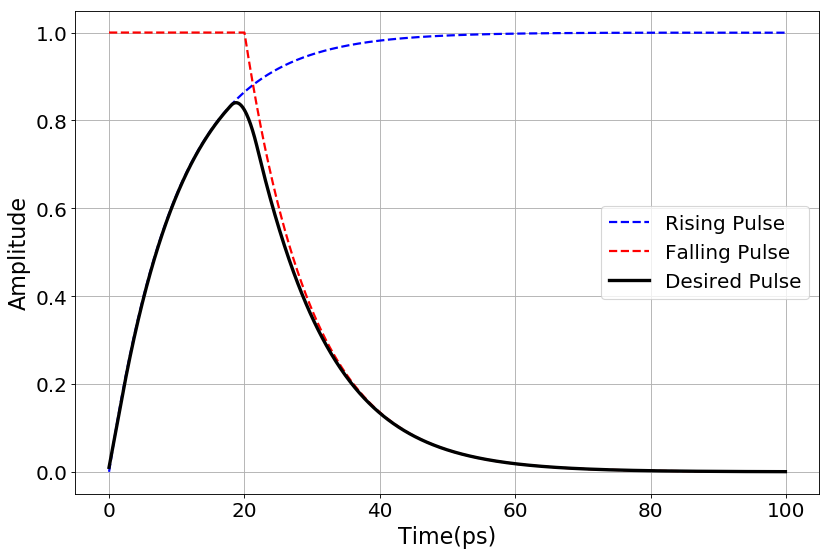 1.0
0.8
0.6
0.4
0.2
0.0
Amplitude
Rising Pulse
Falling Pulse
Desired Pulse
0 20 40 60 80 100
Time(ps)